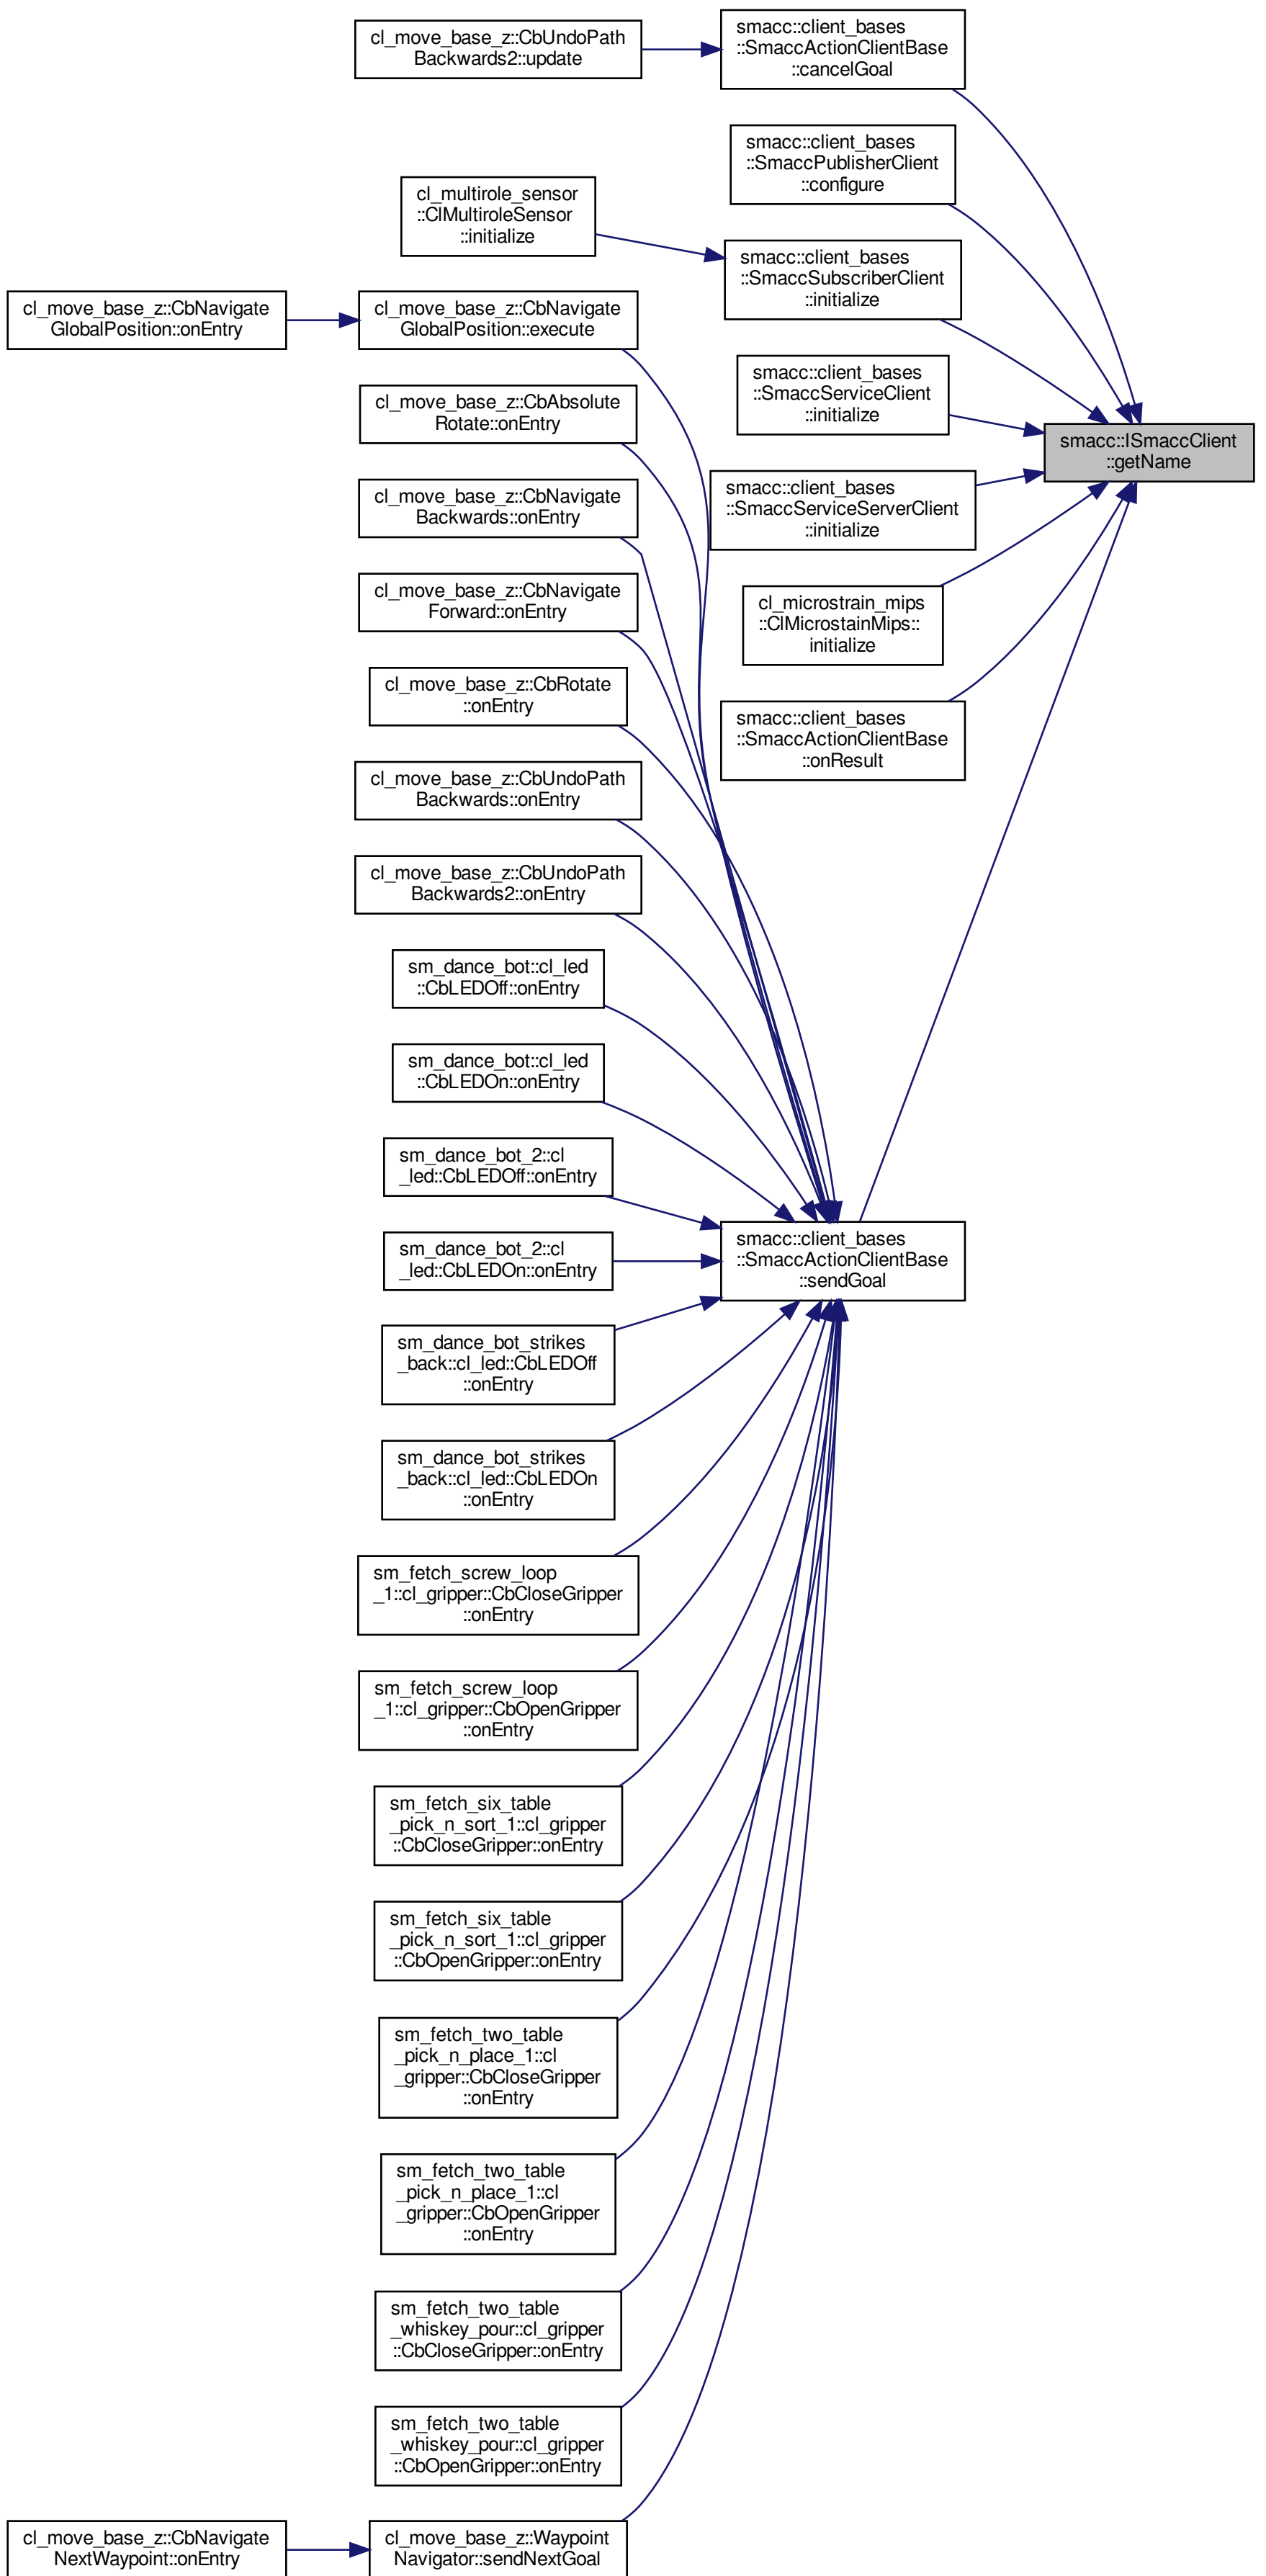 cl_move_base_z::CbUndoPath
Backwards2::update
smacc::client_bases
::SmaccActionClientBase
::cancelGoal
smacc::client_bases
::SmaccPublisherClient
::configure
cl_multirole_sensor
::ClMultiroleSensor
::initialize
smacc::client_bases
::SmaccSubscriberClient
::initialize
cl_move_base_z::CbNavigate
GlobalPosition::onEntry
cl_move_base_z::CbNavigate
GlobalPosition::execute
smacc::client_bases
::SmaccServiceClient
::initialize
cl_move_base_z::CbAbsolute
Rotate::onEntry
smacc::ISmaccClient
::getName
cl_move_base_z::CbNavigate
Backwards::onEntry
smacc::client_bases
::SmaccServiceServerClient
::initialize
cl_move_base_z::CbNavigate
Forward::onEntry
cl_microstrain_mips
::ClMicrostainMips::
initialize
cl_move_base_z::CbRotate
::onEntry
smacc::client_bases
::SmaccActionClientBase
::onResult
cl_move_base_z::CbUndoPath
Backwards::onEntry
cl_move_base_z::CbUndoPath
Backwards2::onEntry
sm_dance_bot::cl_led
::CbLEDOff::onEntry
sm_dance_bot::cl_led
::CbLEDOn::onEntry
sm_dance_bot_2::cl
_led::CbLEDOff::onEntry
sm_dance_bot_2::cl
_led::CbLEDOn::onEntry
smacc::client_bases
::SmaccActionClientBase
::sendGoal
sm_dance_bot_strikes
_back::cl_led::CbLEDOff
::onEntry
sm_dance_bot_strikes
_back::cl_led::CbLEDOn
::onEntry
sm_fetch_screw_loop
_1::cl_gripper::CbCloseGripper
::onEntry
sm_fetch_screw_loop
_1::cl_gripper::CbOpenGripper
::onEntry
sm_fetch_six_table
_pick_n_sort_1::cl_gripper
::CbCloseGripper::onEntry
sm_fetch_six_table
_pick_n_sort_1::cl_gripper
::CbOpenGripper::onEntry
sm_fetch_two_table
_pick_n_place_1::cl
_gripper::CbCloseGripper
::onEntry
sm_fetch_two_table
_pick_n_place_1::cl
_gripper::CbOpenGripper
::onEntry
sm_fetch_two_table
_whiskey_pour::cl_gripper
::CbCloseGripper::onEntry
sm_fetch_two_table
_whiskey_pour::cl_gripper
::CbOpenGripper::onEntry
cl_move_base_z::CbNavigate
NextWaypoint::onEntry
cl_move_base_z::Waypoint
Navigator::sendNextGoal